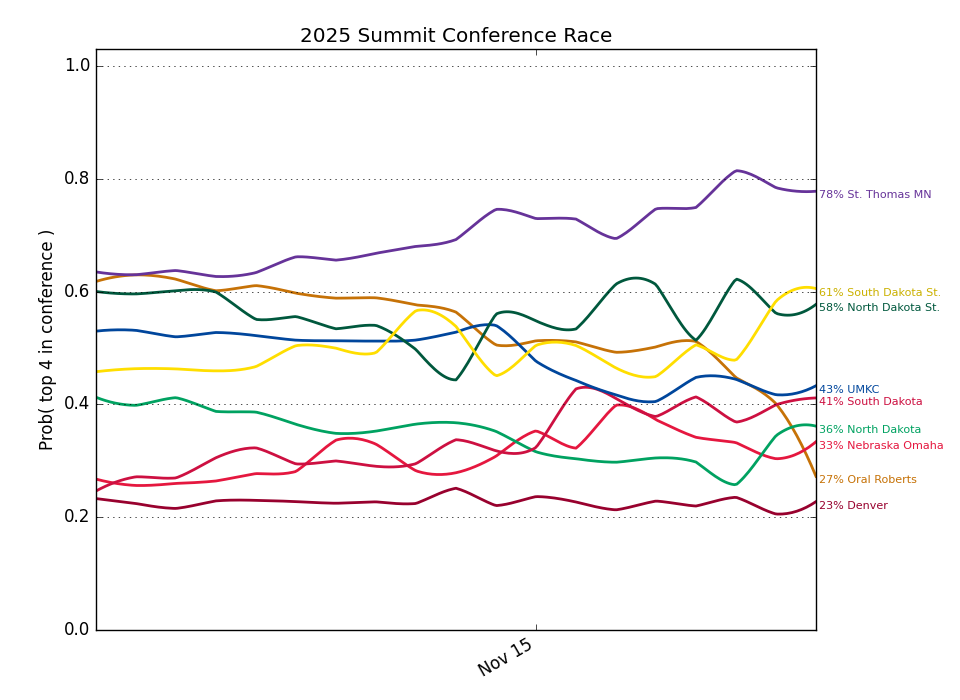 2025 Summit Conference Race
Prob( top 4 in conference )
1.0
0.8
0.6
0.4
0.2
0.0
Nov 15
78% St. Thomas MN
61% South Dakota St.
58% North Dakota St.
43% UMKC
41% South Dakota
36% North Dakota
33% Nebraska Omaha
27% Oral Roberts
23% Denver